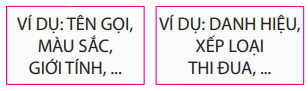 VÍ DỤ: TÊN GỌI,
MÀU SẮC,
GIỚI TÍNH, ...
VÍ DỤ: DANH HIỆU,
XẾP LOẠI
THI ĐUA, ...